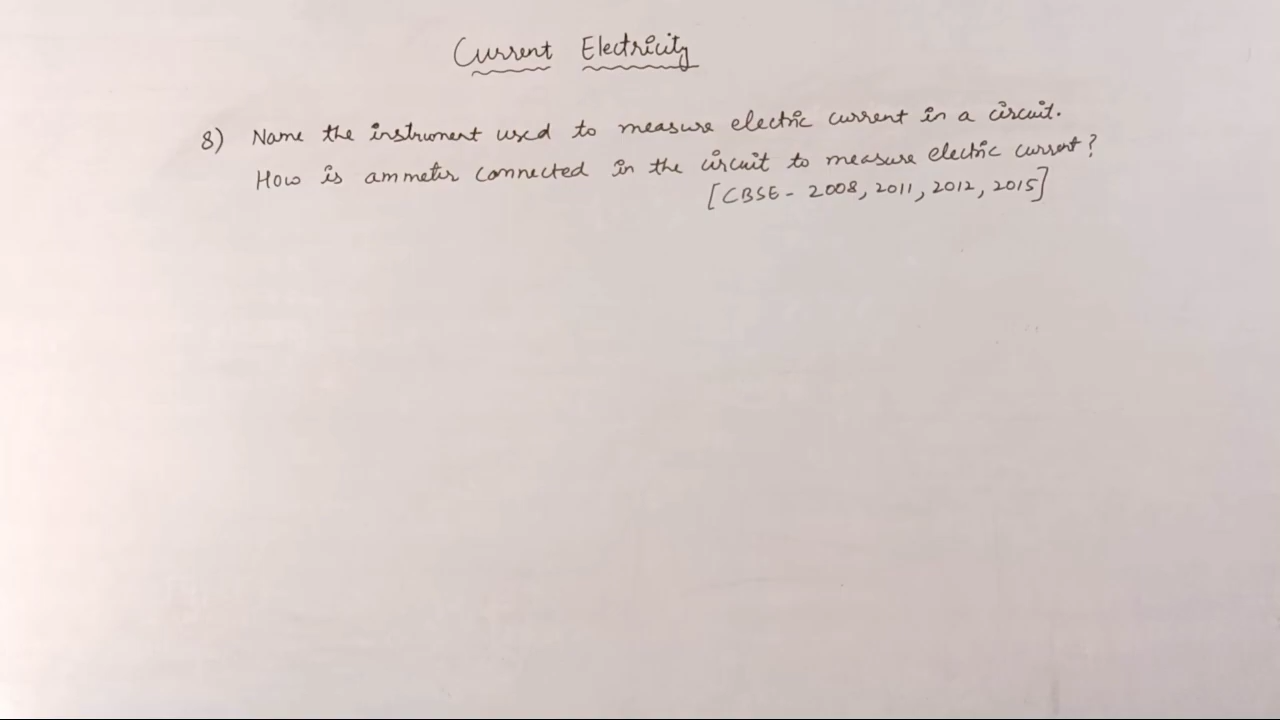 Current Electricity
8) Name the instrument used to measure electric current in a circuit.
How is ammeter connected in the circuit to measure electric current?
[CBSE - 2008, 2011, 2012, 2015]